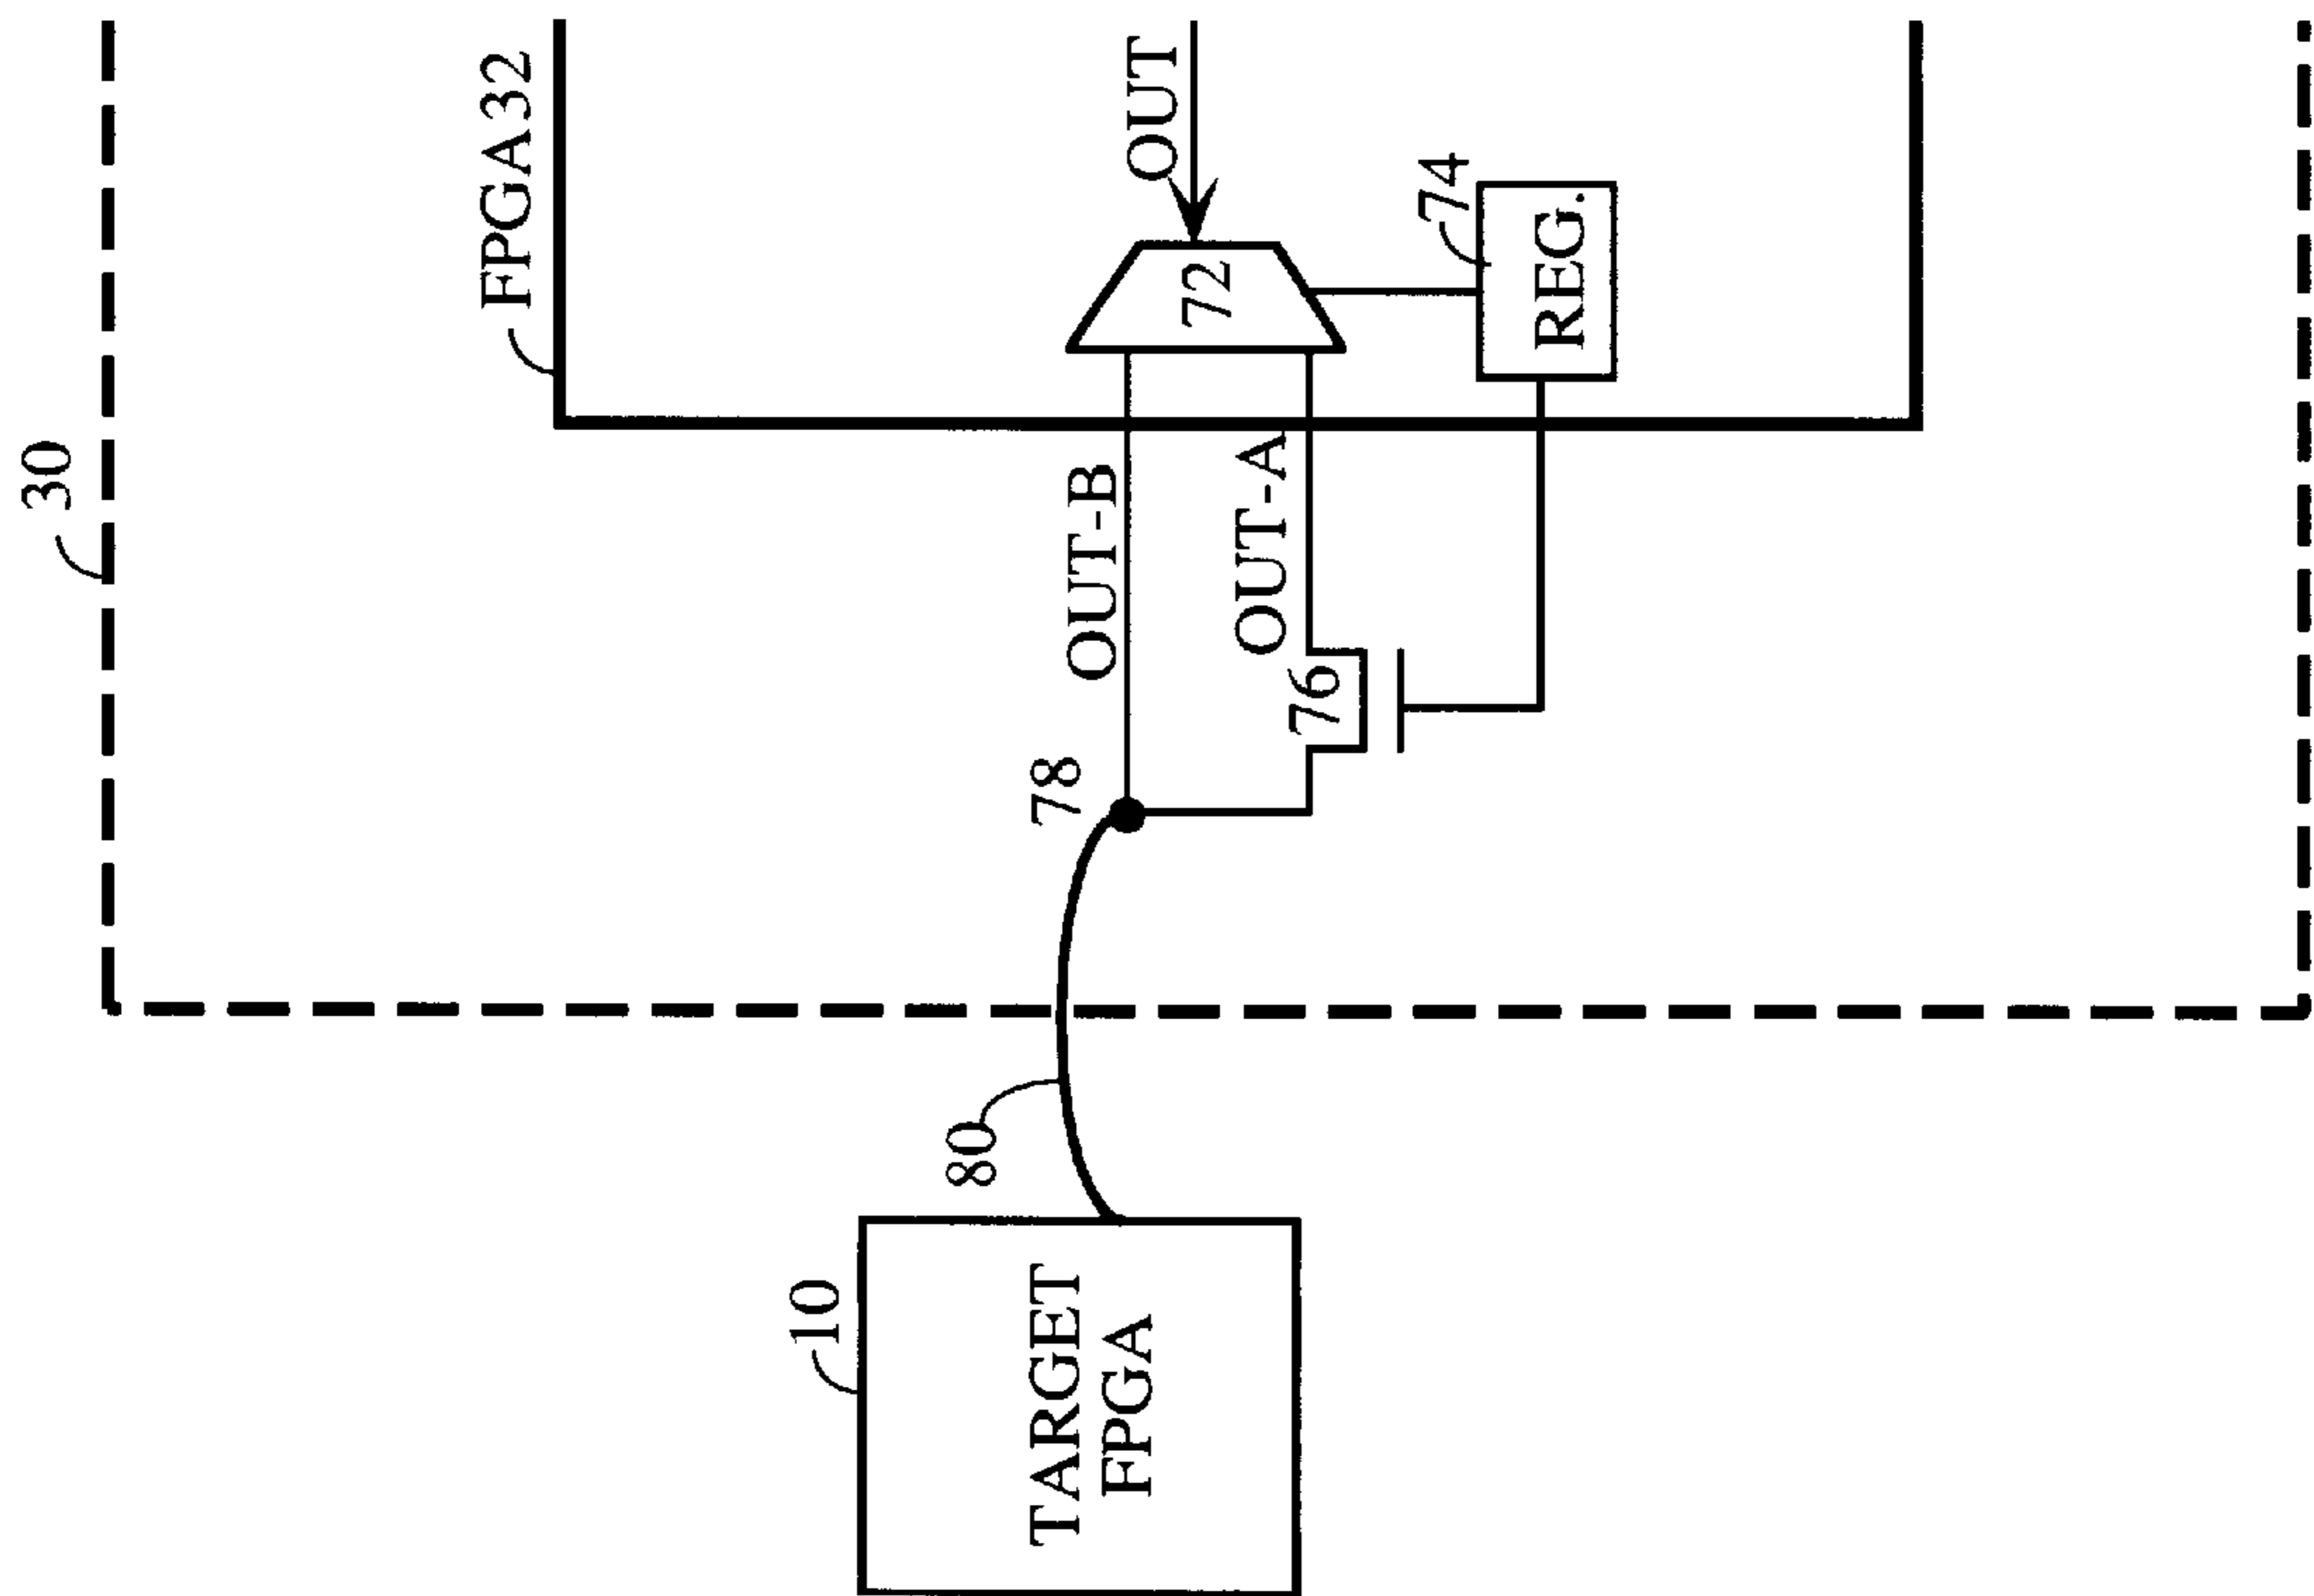 30
FPGA32
OUT
72
74
REG.
OUT-B
OUT-A
76
78
80
10
TARGET
FPGA